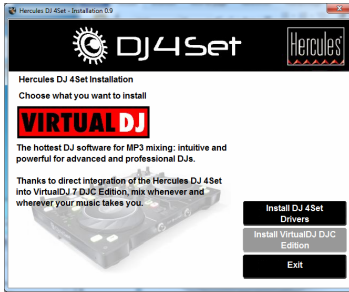 Hercules DJ 4Set - Installation 0.9
DJ4Set
Hercules
Hercules DJ 4Set Installation
Choose what you want to install
VIRTUAL DJ
The hottest DJ software for MP3 mixing: intuitive and
powerful for advanced and professional DJs.
Thanks to direct integration of the Hercules DJ 4Set
into VirtualDJ 7 DJC Edition, mix whenever and
wherever your music takes you.
Install DJ 4Set
Drivers
Install VirtualDJ DJC
Edition
Exit